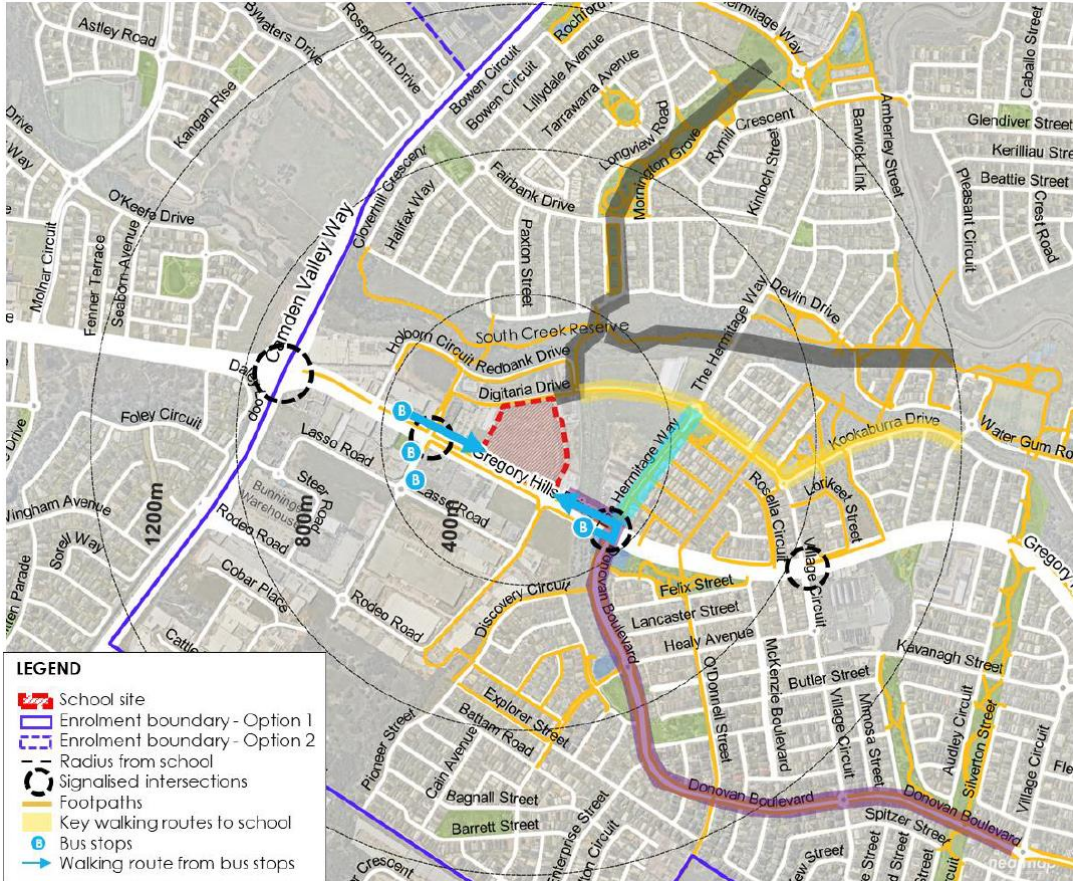 Astley Road
Bywaters Drive
Rosemount Drive
Kangan Rise
Drive
Way
O'Keefe Drive
Molnar Circuit
Fenner Terrace
Seaborn Avenue
Camden Valley Way
Cloverhill Crescent
Halifax Way
Bowen Circuit
Bowen Circuit
Lillydale Avenue
Tarrawarra Avenue
Rochford
Hermitage Way
Longview Road
Mornington Grove
Rymill Crescent
Kinloch Street
Barwick Link
Amberley Street
Caballo Street
Glendiver Street
Kerilliau Stre
Beattie Street
Pleasant Circuit
Crest Road
Fairbank Drive
Paxton Street
Devlin Drive
South Creek Reserve
Holborn Circuit
Redbank Drive
Digitaria Drive
The Hermitage Way
Kookaburra Drive
Water Gum Ro
Foley Circuit
Lasso Road
Steer Road
Bunnings
Warehouse
Rodeo Road
Lasso Road
B
B
B
B
Gregory Hills
Hermitage Way
Rosella Circuit
Lorikeet Street
Village Circuit
Gregory
1200m
800m
400m
Wingham Avenue
Sorell Way
Cobar Place
Rodeo Road
Discovery Circuit
Felix Street
Lancaster Street
Healy Avenue
O'Donnell Street
McKenzie Boulevard
Butler Street
Village Circuit
Mimosa Street
Kavanagh Street
Audley Circuit
Silverton Street
Village Circuit
Donovan Boulevard
Donovan Boulevard
Spitzer Street
Explorer Street
Battam Road
Pioneer Street
Cain Avenue
Bagnall Street
Barrett Street
Enterprise Street
LEGEND
School site
Enrolment boundary - Option 1
Enrolment boundary - Option 2
Radius from school
Signalised intersections
Footpaths
Key walking routes to school
B Bus stops
Walking route from bus stops
nearmap